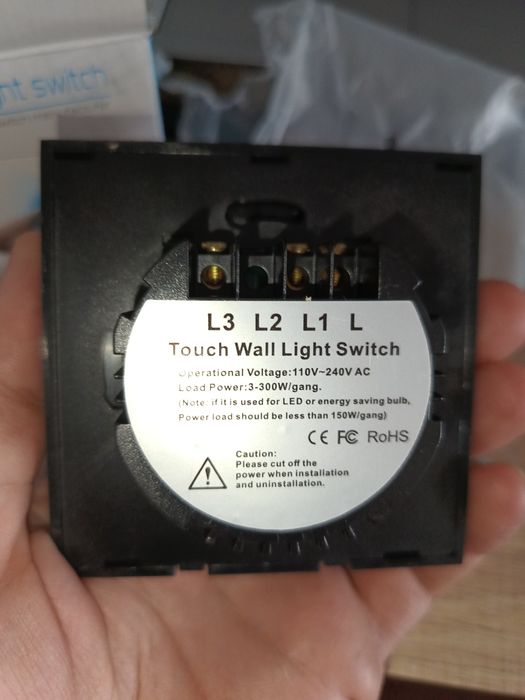 ght switch
L3 L2 L1 L
Touch Wall Light Switch
Operational Voltage:110V~240V AC
Load Power:3-300W/gang.
(Note: if it is used for LED or energy saving bulb,
Power load should be less than 150W/gang)
CE FC RoHS
Caution:
Please cut off the
power when installation
and uninstallation.